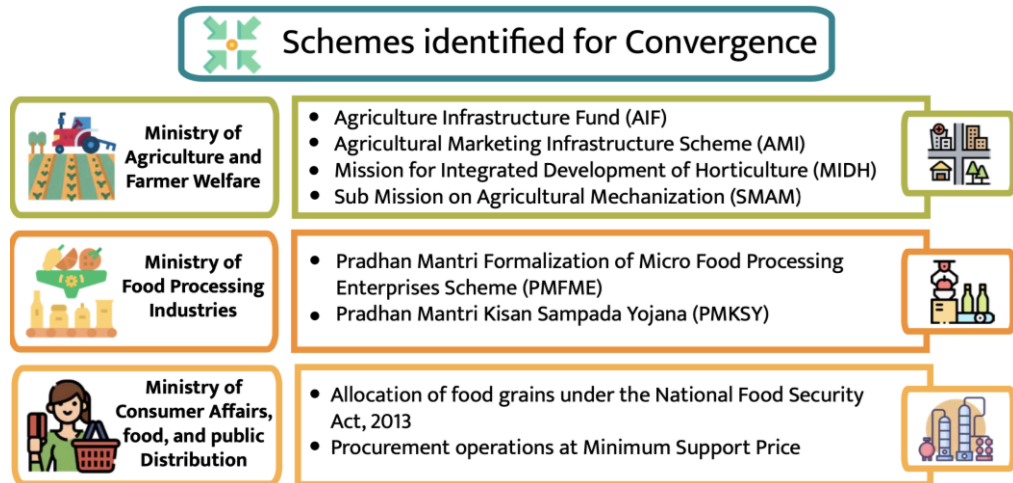 Schemes identified for Convergence
Ministry of
Agriculture and
Farmer Welfare
• Agriculture Infrastructure Fund (AIF)
• Agricultural Marketing Infrastructure Scheme (AMI)
• Mission for Integrated Development of Horticulture (MIDH)
• Sub Mission on Agricultural Mechanization (SMAM)
Ministry of
Food Processing
Industries
• Pradhan Mantri Formalization of Micro Food Processing
Enterprises Scheme (PMFME)
• Pradhan Mantri Kisan Sampada Yojana (PMKSY)
Ministry of
Consumer Affairs,
food, and public
Distribution
• Allocation of food grains under the National Food Security
Act, 2013
• Procurement operations at Minimum Support Price